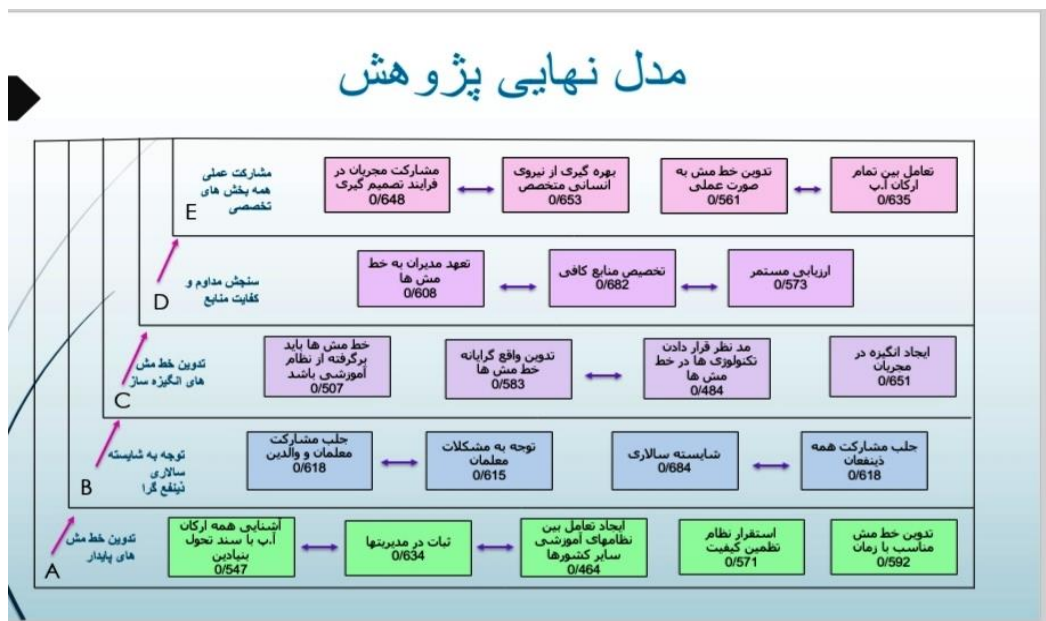 مدل نهایی پژوهش
تعامل بین تمام
ارکان آ.پ
0/635
تدوین خط مش به
صورت عملی
0/561
بهره گیری از نیروی
انسانی متخصص
0/653
مشارکت مجریان در
فرایند تصمیم گیری
0/648
مشارکت عملی
همه بخش های
تخصصی
E
ارزیابی مستمر
0/573
تخصیص منابع کافی
0/682
تعهد مدیران به خط
مش ها
0/608
سنجش مداوم و
کفایت منابع
D
ایجاد انگیزه در
مجریان
0/651
مد نظر قرار دادن
تکنولوژی ها در خط
مش ها
0/484
تدوین واقع گرایانه
خط مش ها
0/583
خط مش ها باید
برگرفته از نظام
آموزشی باشد
0/507
تدوین خط مش
های انگیزه ساز
C
جلب مشارکت همه
ذینفعان
0/618
شایسته سالاری
0/684
توجه به مشکلات
معلمان
0/615
جلب مشارکت
معلمان و والدین
0/618
توجه به شایسته
سالاری
ذینفع گرا
B
تدوین خط مش
مناسب با زمان
0/592
استقرار نظام
نظمین کیفیت
0/571
ایجاد تعامل بین
نظامهای آموزشی
سایر کشورها
0/464
ثبات در مدیریتها
0/634
آشنایی همه ارکان
آ.پ با سند تحول
بنیادین
0/547
تدوین خط مش
های پایدار
A